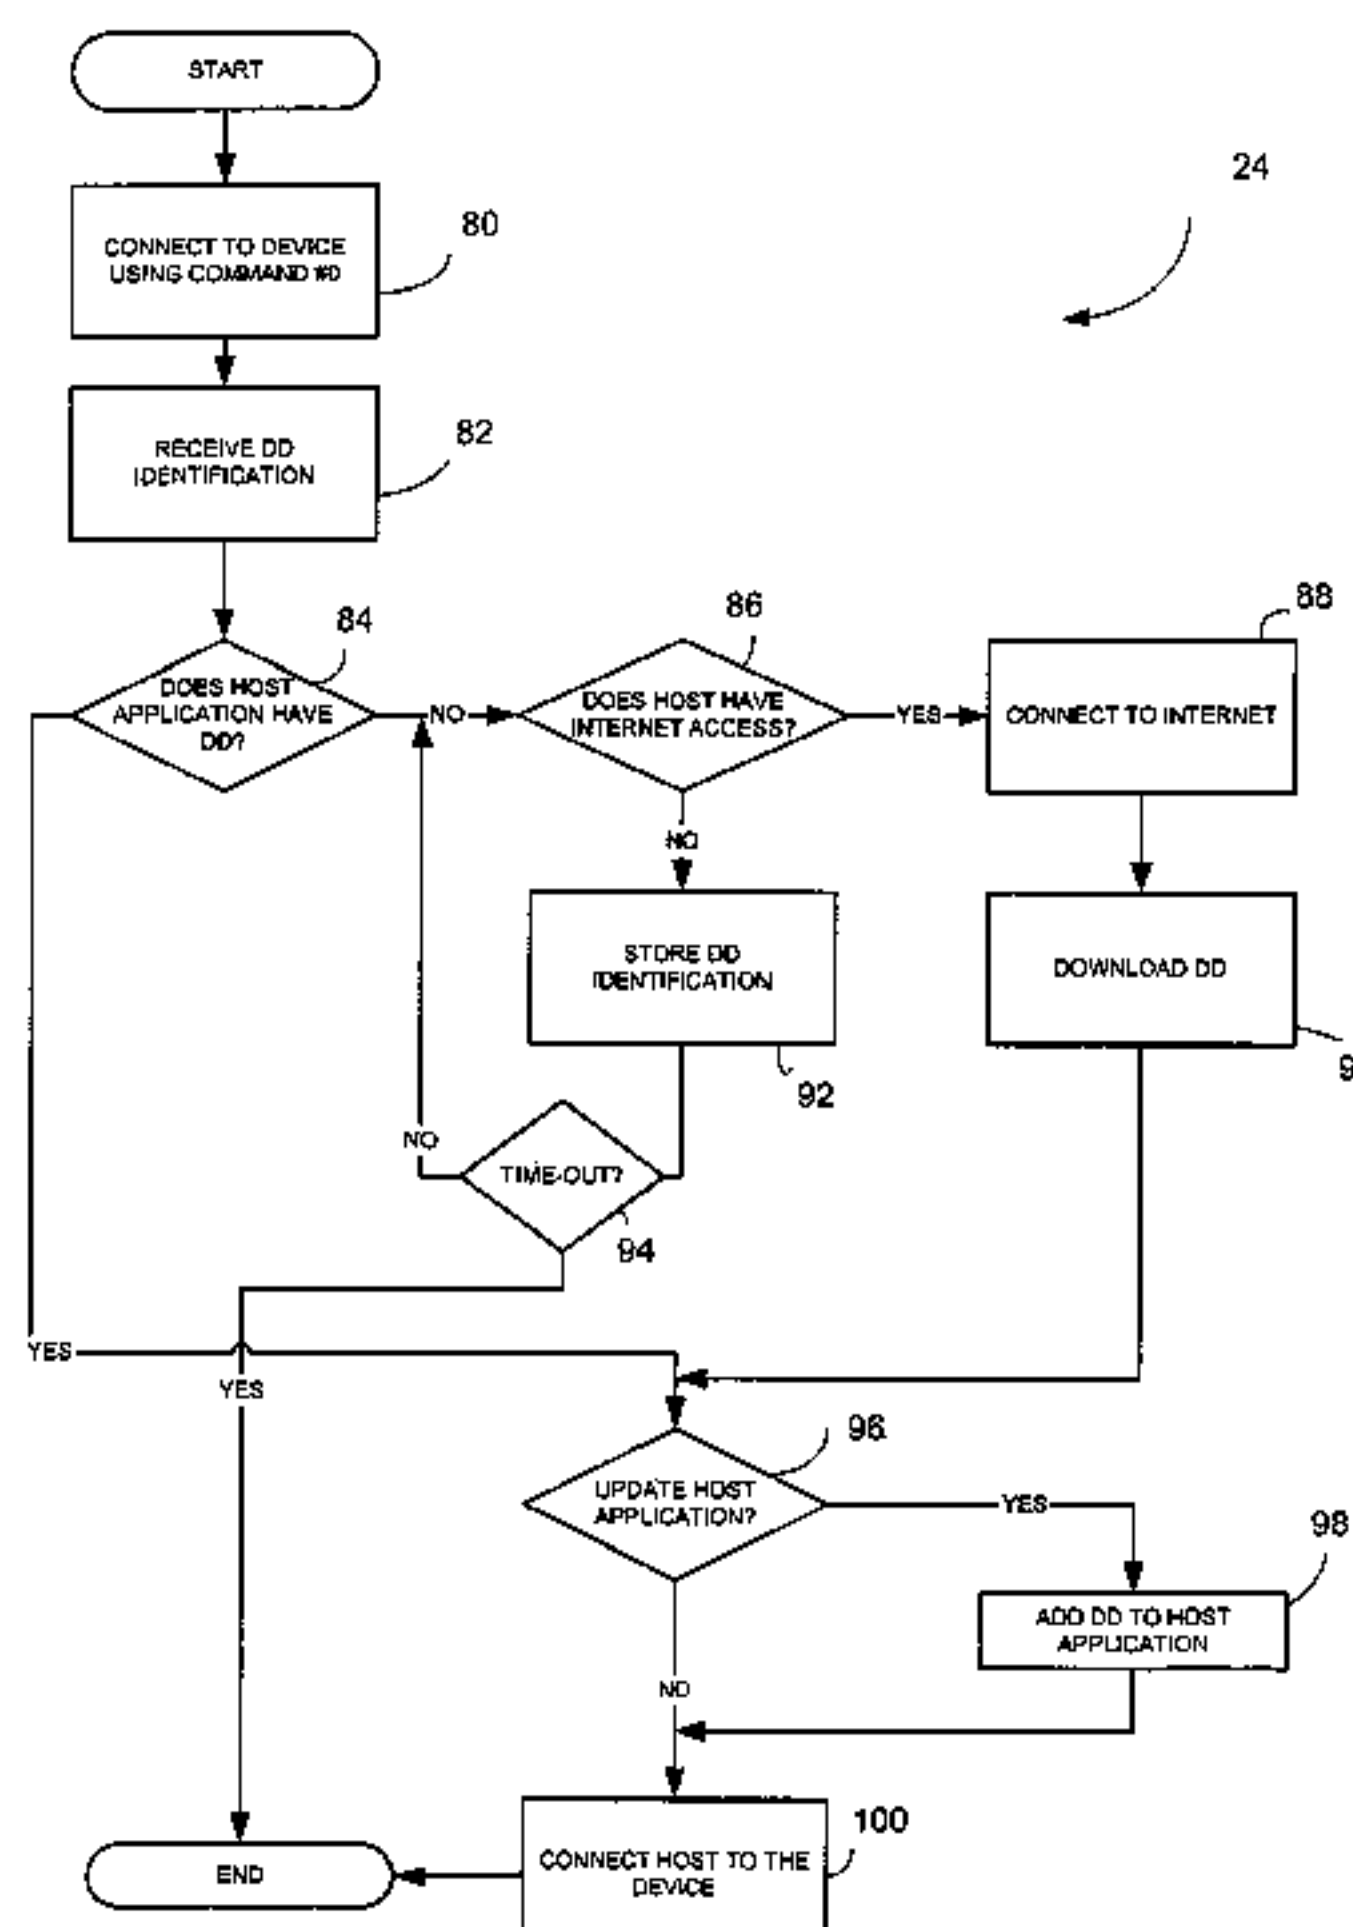 START
24
80
CONNECT TO DEVICE
USING COMMAND #0
82
RECEIVE DD
IDENTIFICATION
84
DOES HOST
APPLICATION HAVE
DD?
NO
86
DOES HOST HAVE
INTERNET ACCESS?
YES
88
CONNECT TO INTERNET
NO
STORE DD
IDENTIFICATION
92
DOWNLOAD DD
9
NO
TIME-OUT?
94
YES
YES
96
UPDATE HOST
APPLICATION?
YES
98
ADD DD TO HOST
APPLICATION
NO
100
CONNECT HOST TO THE
DEVICE
END